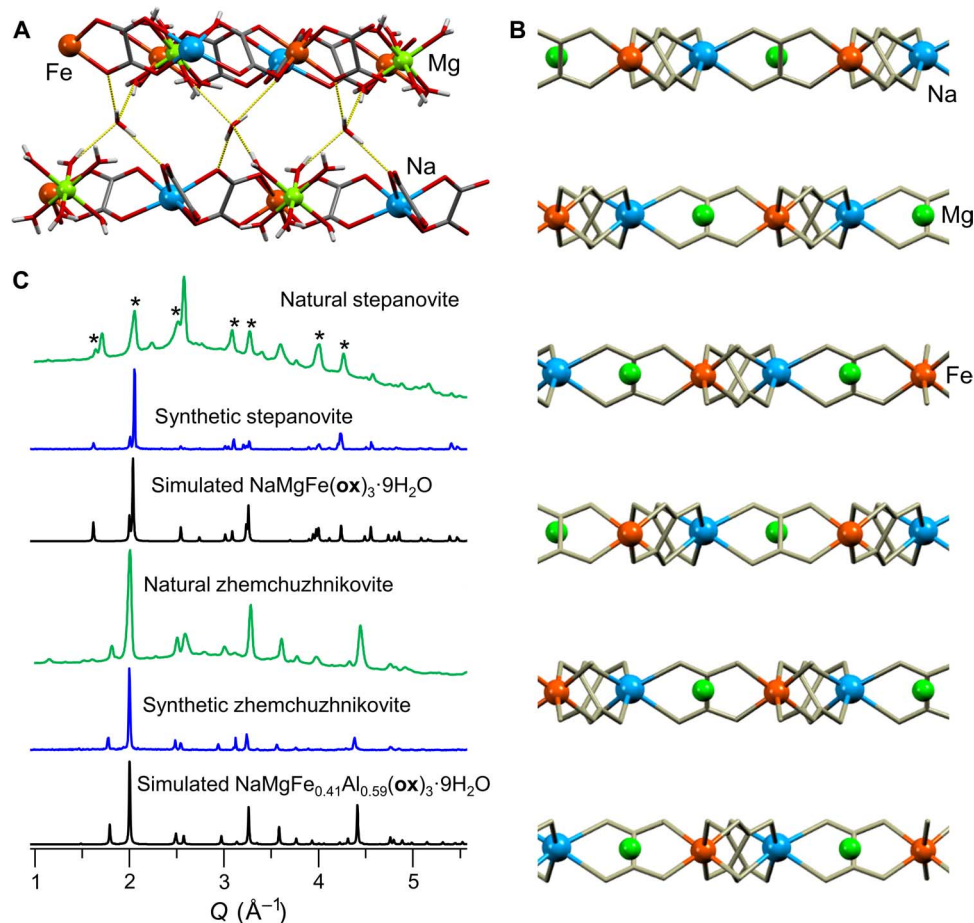 A
Fe
Mg
Na
B
Na
Mg
Fe
C
Natural stepanovite
* * * * * * *
Synthetic stepanovite
Simulated NaMgFe(ox)₃·9H₂O
Natural zhemchuzhnikovite
Synthetic zhemchuzhnikovite
Simulated NaMgFe₀.₄₁Al₀.₅₉(ox)₃·9H₂O
1 2 3 4 5
Q (Å⁻¹)